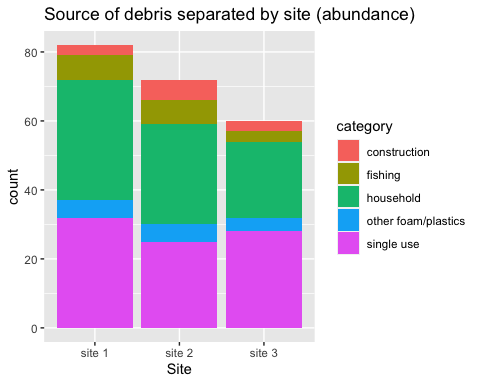 Source of debris separated by site (abundance)
80
60
40
20
0
count
site 1 site 2 site 3
Site
category
construction
fishing
household
other foam/plastics
single use